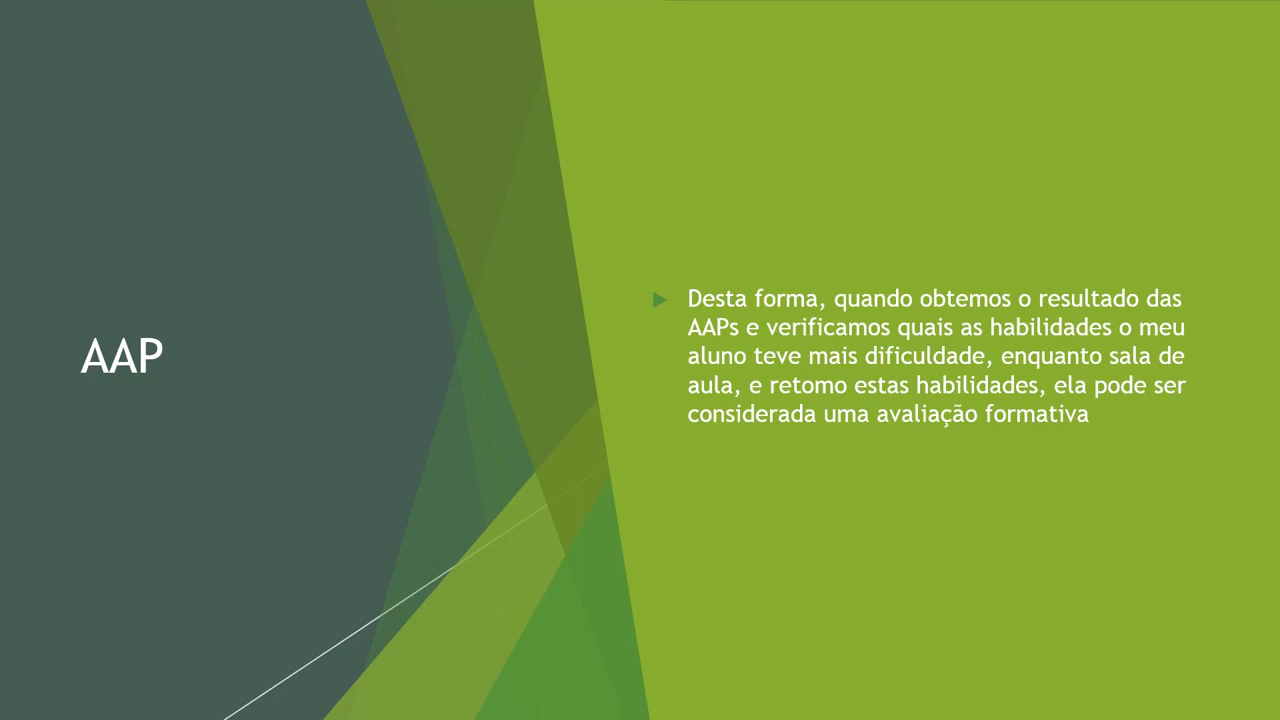 AAP
Desta forma, quando obtemos o resultado das
AAPs e verificamos quais as habilidades o meu
aluno teve mais dificuldade, enquanto sala de
aula, e retomo estas habilidades, ela pode ser
considerada uma avaliação formativa